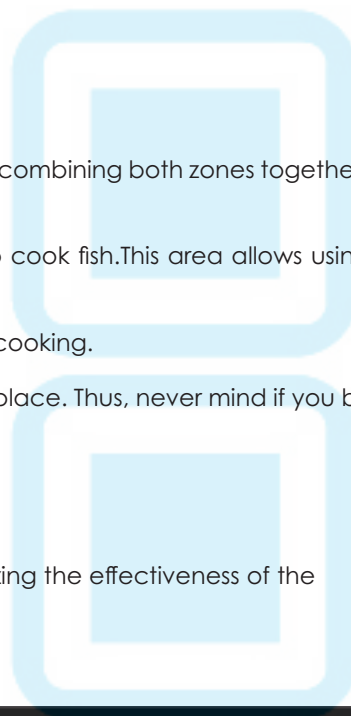 combining both zones togethe
cook fish.This area allows usin
cooking.
place. Thus, never mind if you b
ing the effectiveness of the